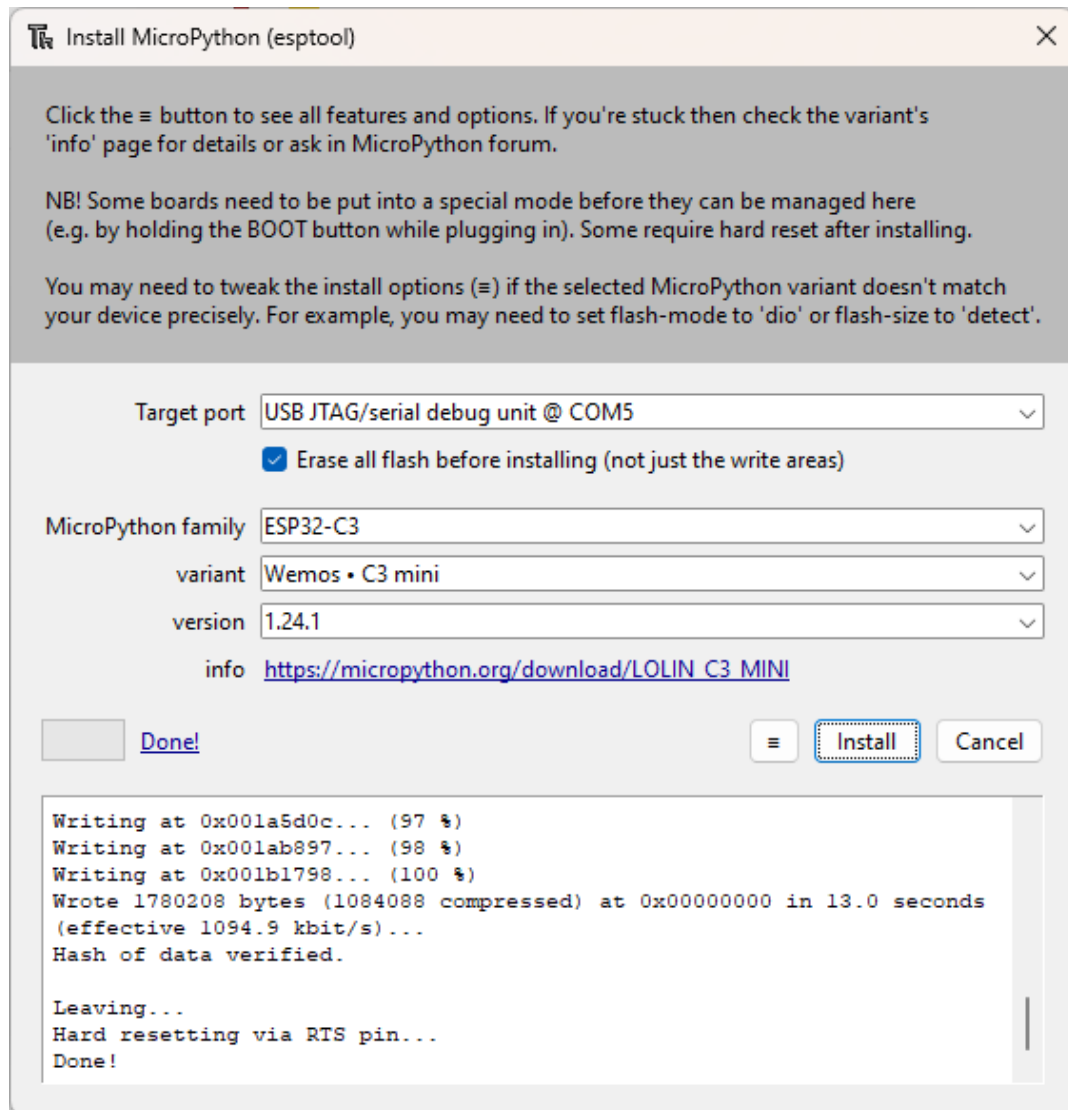 Install MicroPython (esptool)
Click the ≡ button to see all features and options. If you're stuck then check the variant's
'info' page for details or ask in MicroPython forum.
NB! Some boards need to be put into a special mode before they can be managed here
(e.g. by holding the BOOT button while plugging in). Some require hard reset after installing.
You may need to tweak the install options (≡) if the selected MicroPython variant doesn't match
your device precisely. For example, you may need to set flash-mode to 'dio' or flash-size to 'detect'.
Target port USB JTAG/serial debug unit @ COM5
Erase all flash before installing (not just the write areas)
MicroPython family ESP32-C3
variant Wemos • C3 mini
version 1.24.1
info https://micropython.org/download/LOLIN_C3_MINI
Done! ≡ Install Cancel
Writing at 0x001a5d0c... (97 %)
Writing at 0x001ab897... (98 %)
Writing at 0x001b1798... (100 %)
Wrote 1780208 bytes (1084088 compressed) at 0x00000000 in 13.0 seconds
(effective 1094.9 kbit/s)...
Hash of data verified.
Leaving...
Hard resetting via RTS pin...
Done!